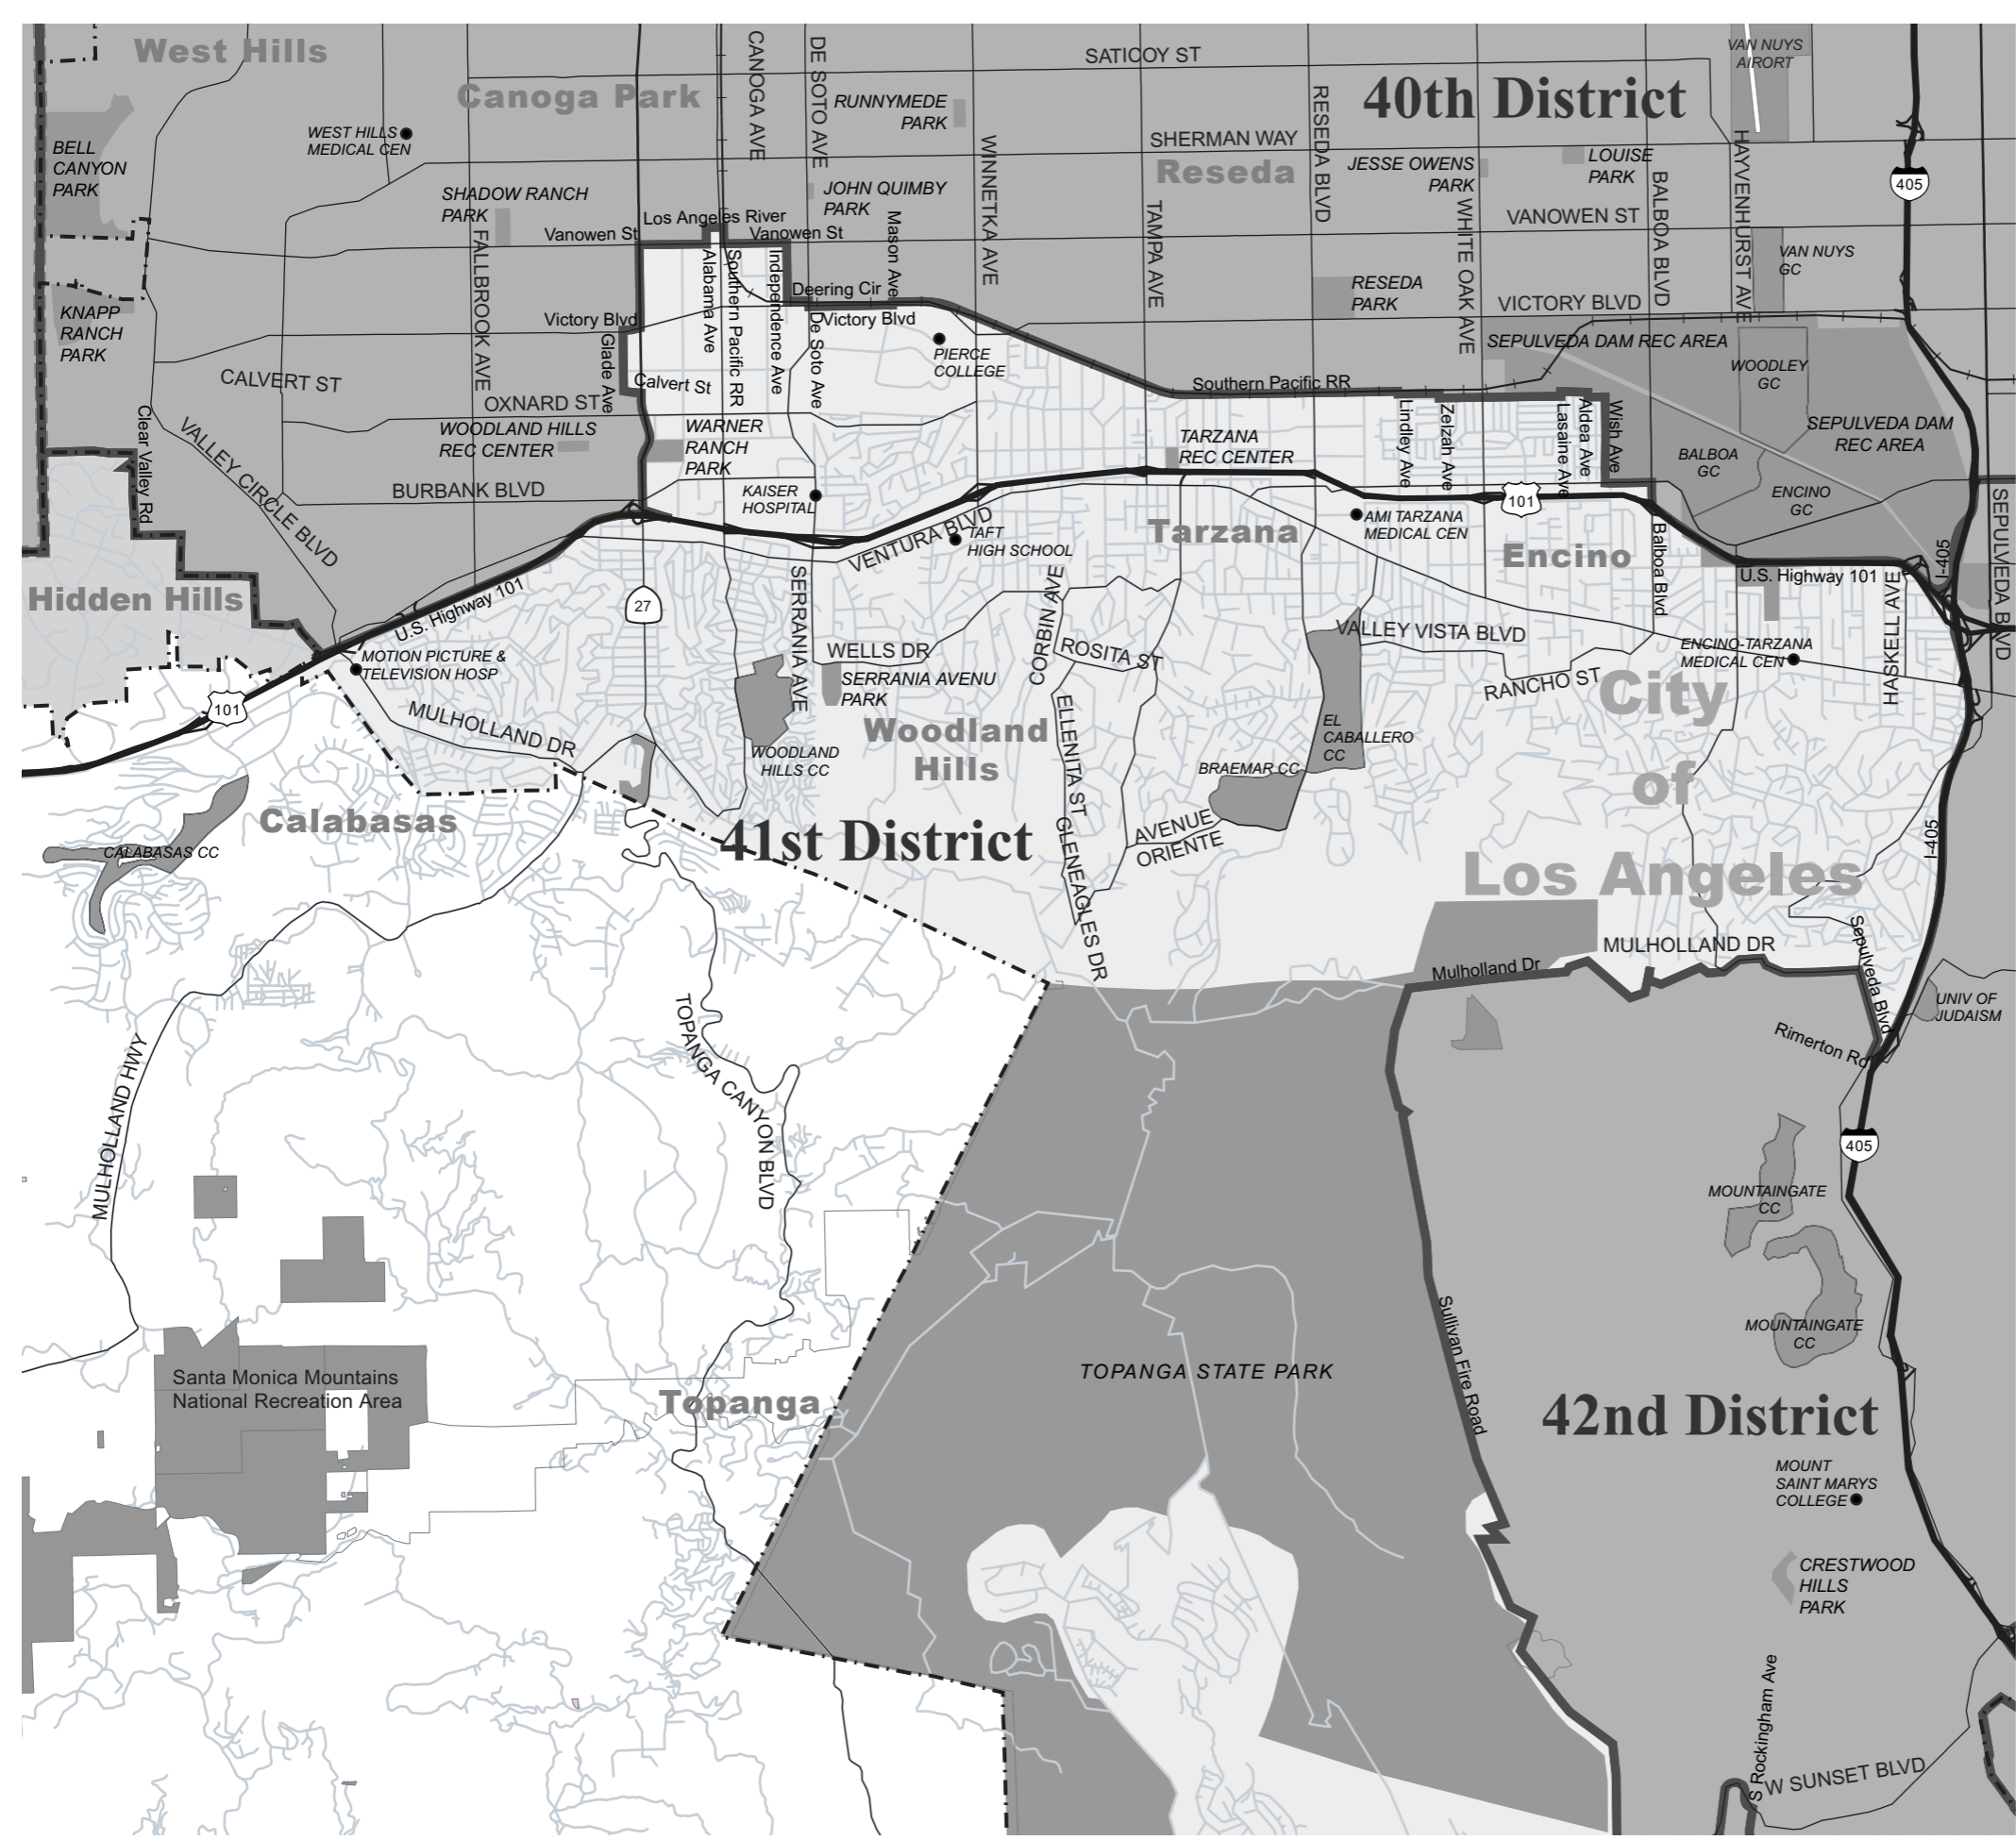 West Hills
Canoga Park
CANOGA AVE
DE SOTO AVE
SATICOY ST
VAN NUYS
AIRORT
40th District
RUNNYMEDE
PARK
WEST HILLS
MEDICAL CEN
BELL
CANYON
PARK
SHERMAN WAY
Reseda
RESEDA BLVD
WINNETKA AVE
JESSE OWENS
PARK
LOUISE
PARK
HAYVENHURST AVE
405
SHADOW RANCH
PARK
JOHN QUIMBY
PARK
Los Angeles River
Vanowen St
Vanowen St
Mason Ave
TAMPA AVE
WHITE OAK AVE
VANOWEN ST
BALBOA BLVD
VAN NUYS
GC
FALLBROOK AVE
Alabama Ave
Southern Pacific RR
Independence Ave
Deering Cir
RESEDA
PARK
VICTORY BLVD
KNAPP
RANCH
PARK
Victory Blvd
Victory Blvd
Glade Ave
De Soto Ave
PIERCE
COLLEGE
SEPULVEDA DAM REC AREA
WOODLEY
GC
CALVERT ST
Calvert St
Southern Pacific RR
OXNARD ST
Clear Valley Rd
VALLEY CIRCLE BLVD
WOODLAND HILLS
REC CENTER
WARNER
RANCH
PARK
TARZANA
REC CENTER
Lindley Ave
Zelzah Ave
Lasaine Ave
Aldea Ave
Wish Ave
BALBOA
GC
SEPULVEDA DAM
REC AREA
BURBANK BLVD
KAISER
HOSPITAL
101
ENCINO
GC
SEPULVEDA BLVD
VENTURA BLVD
TAFT
HIGH SCHOOL
Tarzana
AMI TARZANA
MEDICAL CEN
Encino
Balboa Blvd
I-405
U.S. Highway 101
Hidden Hills
U.S. Highway 101
27
SERRANIA AVE
CORBIN AVE
HASKELL AVE
WELLS DR
ROSITA ST
VALLEY VISTA BLVD
ENCINO-TARZANA
MEDICAL CEN
MOTION PICTURE &
TELEVISION HOSP
SERRANIA AVENU
PARK
RANCHO ST
City
of
Los Angeles
101
MULHOLLAND DR
Woodland
Hills
ELLENITA ST
EL
CABALLERO
CC
WOODLAND
HILLS CC
BRAEMAR CC
Calabasas
CALABASAS CC
41st District
AVENUE
ORIENTE
GLENEAGLES DR
I-405
MULHOLLAND DR
Mulholland Dr
Sepulveda Blvd
UNIV OF
JUDAISM
Rimerton Rd
TOPANGA CANYON BLVD
MULHOLLAND HWY
405
MOUNTAINGATE
CC
MOUNTAINGATE
CC
Sullivan Fire Road
Santa Monica Mountains
National Recreation Area
TOPANGA STATE PARK
Topanga
42nd District
MOUNT
SAINT MARYS
COLLEGE
CRESTWOOD
HILLS
PARK
S Rockingham Ave
W SUNSET BLVD